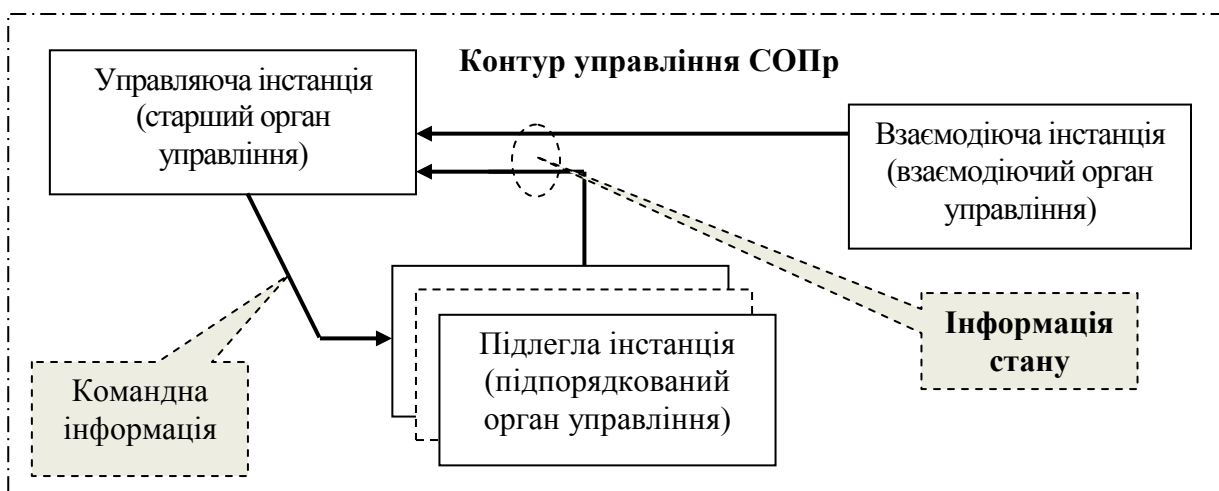 Контур управління СОПр
Управляюча інстанція
(старший орган
управління)
Взаємодіюча інстанція
(взаємодіючий орган
управління)
Інформація
стану
Підлегла інстанція
(підпорядкований
орган управління)
Командна
інформація